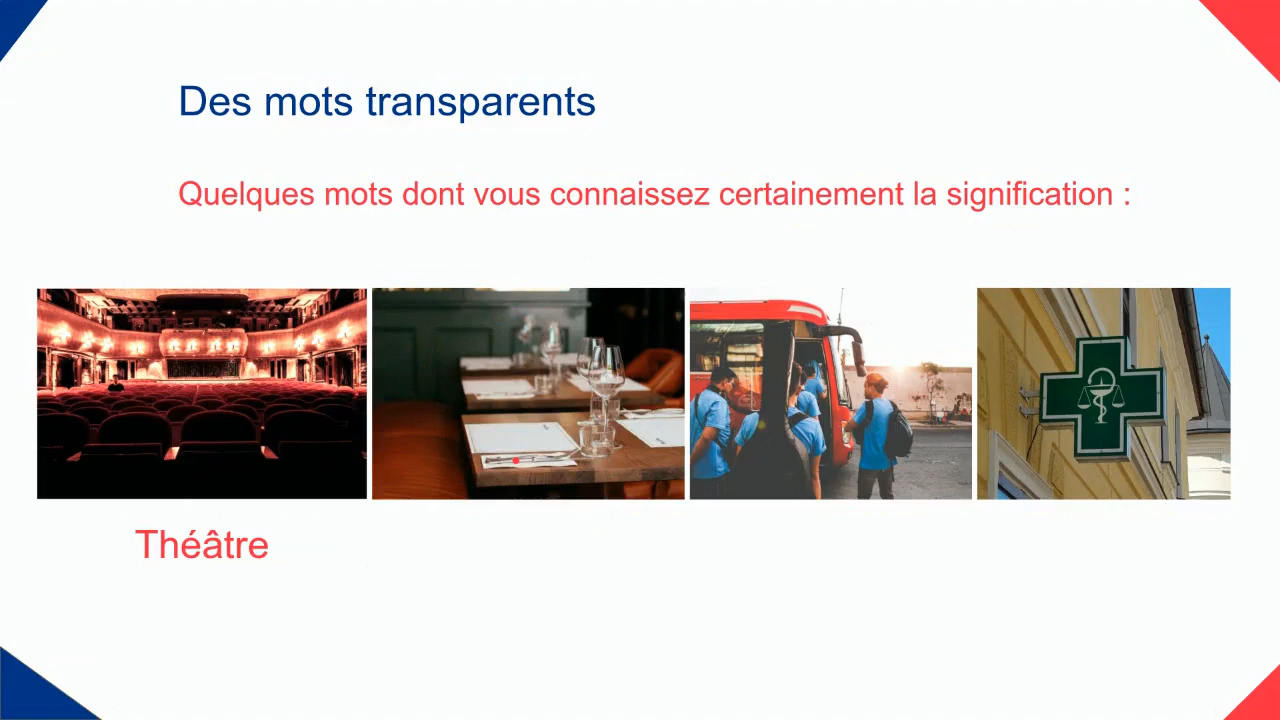 Des mots transparents
Quelques mots dont vous connaissez certainement la signification :
Théâtre